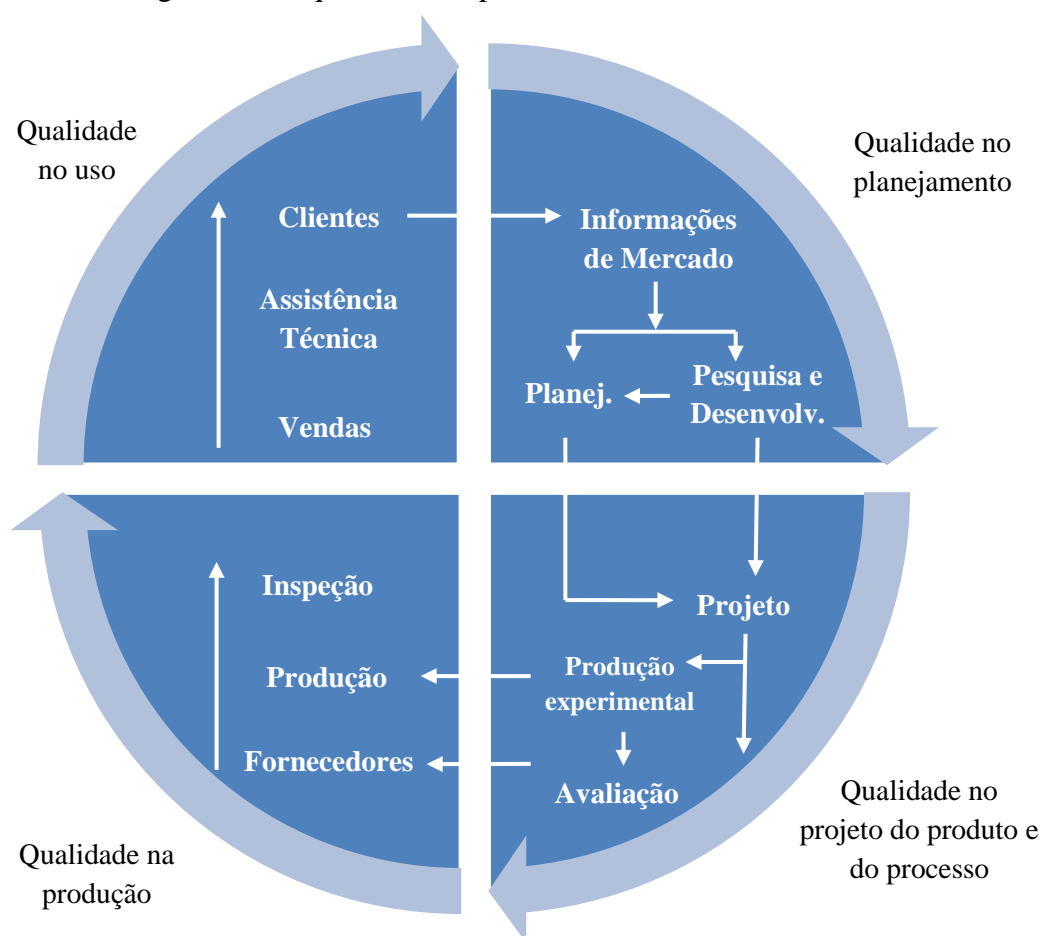 Qualidade
no uso
Qualidade no
planejamento
Clientes
Assistência
Técnica
Vendas
Informações
de Mercado
Planej.
Pesquisa e
Desenvolv.
Inspeção
Produção
Fornecedores
Projeto
Produção
experimental
Avaliação
Qualidade na
produção
Qualidade no
projeto do produto e
do processo